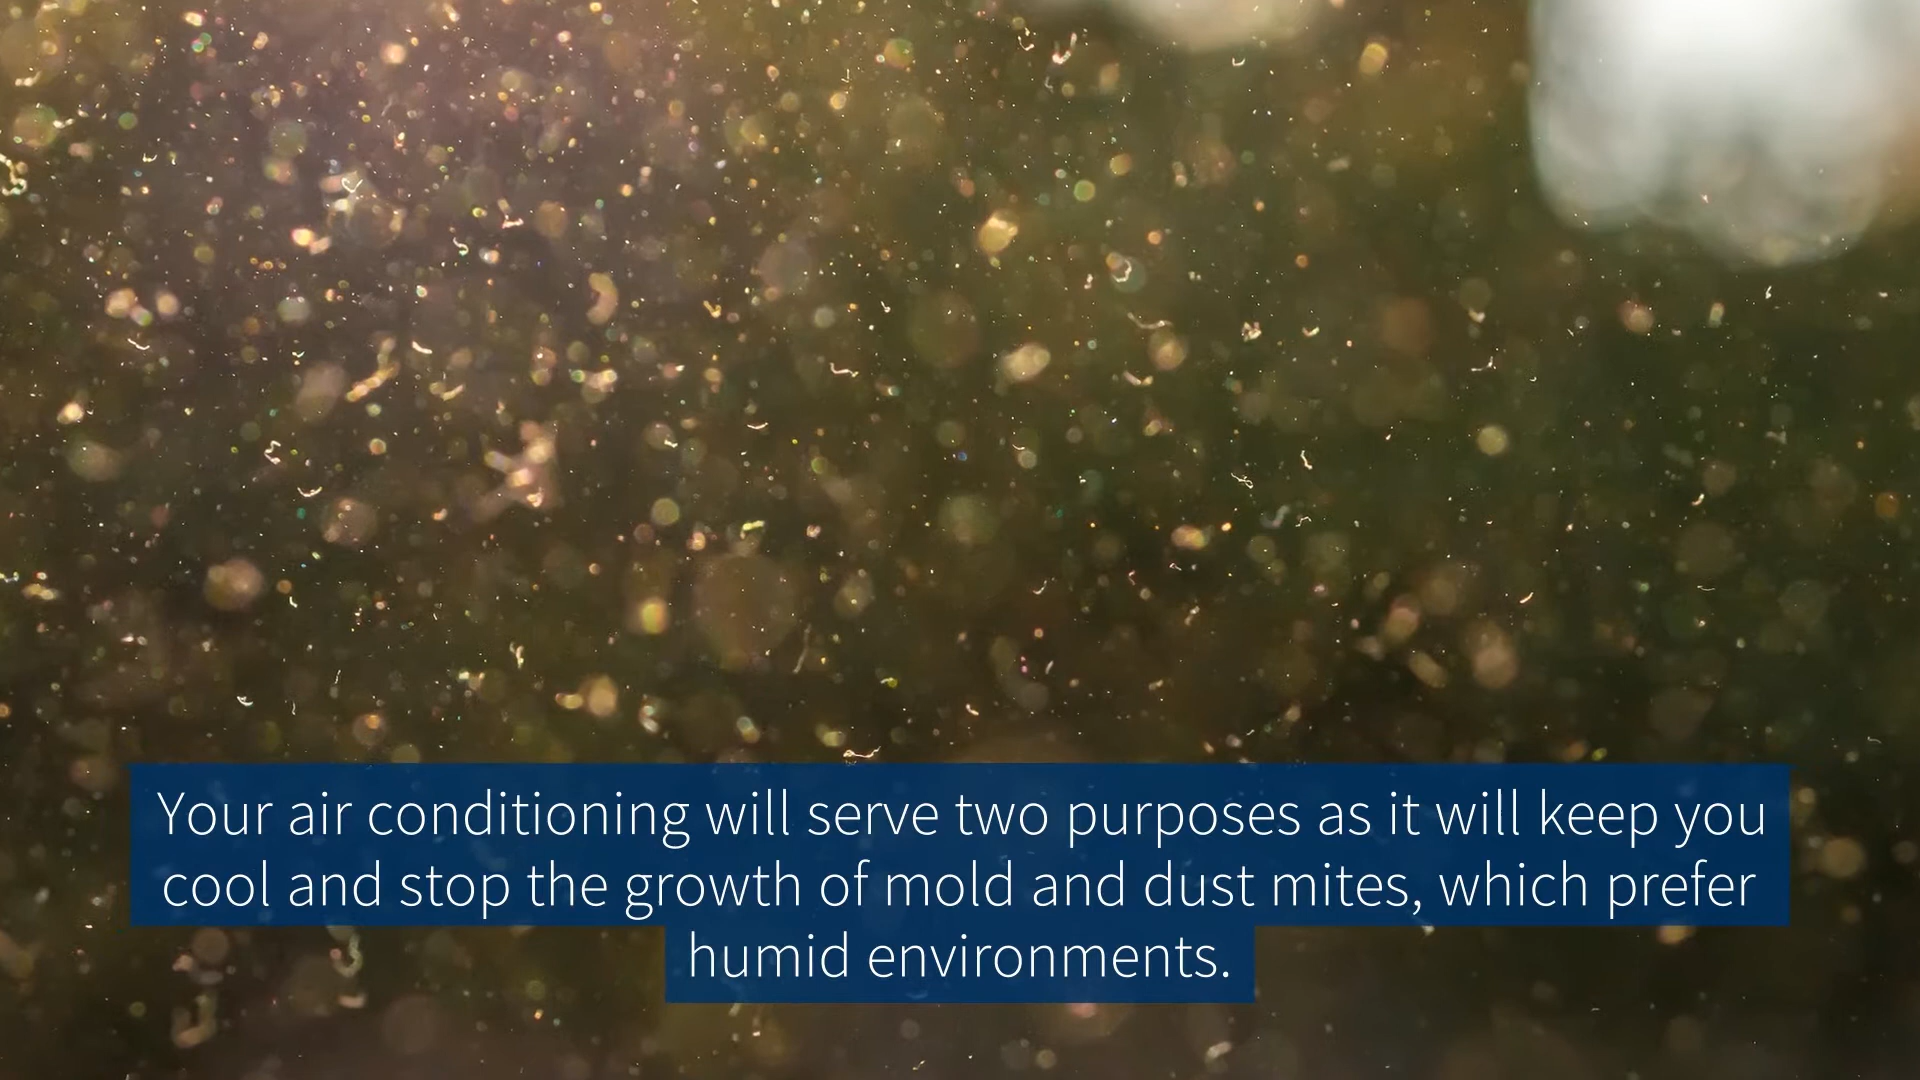 Your air conditioning will serve two purposes as it will keep you
cool and stop the growth of mold and dust mites, which prefer
humid environments.